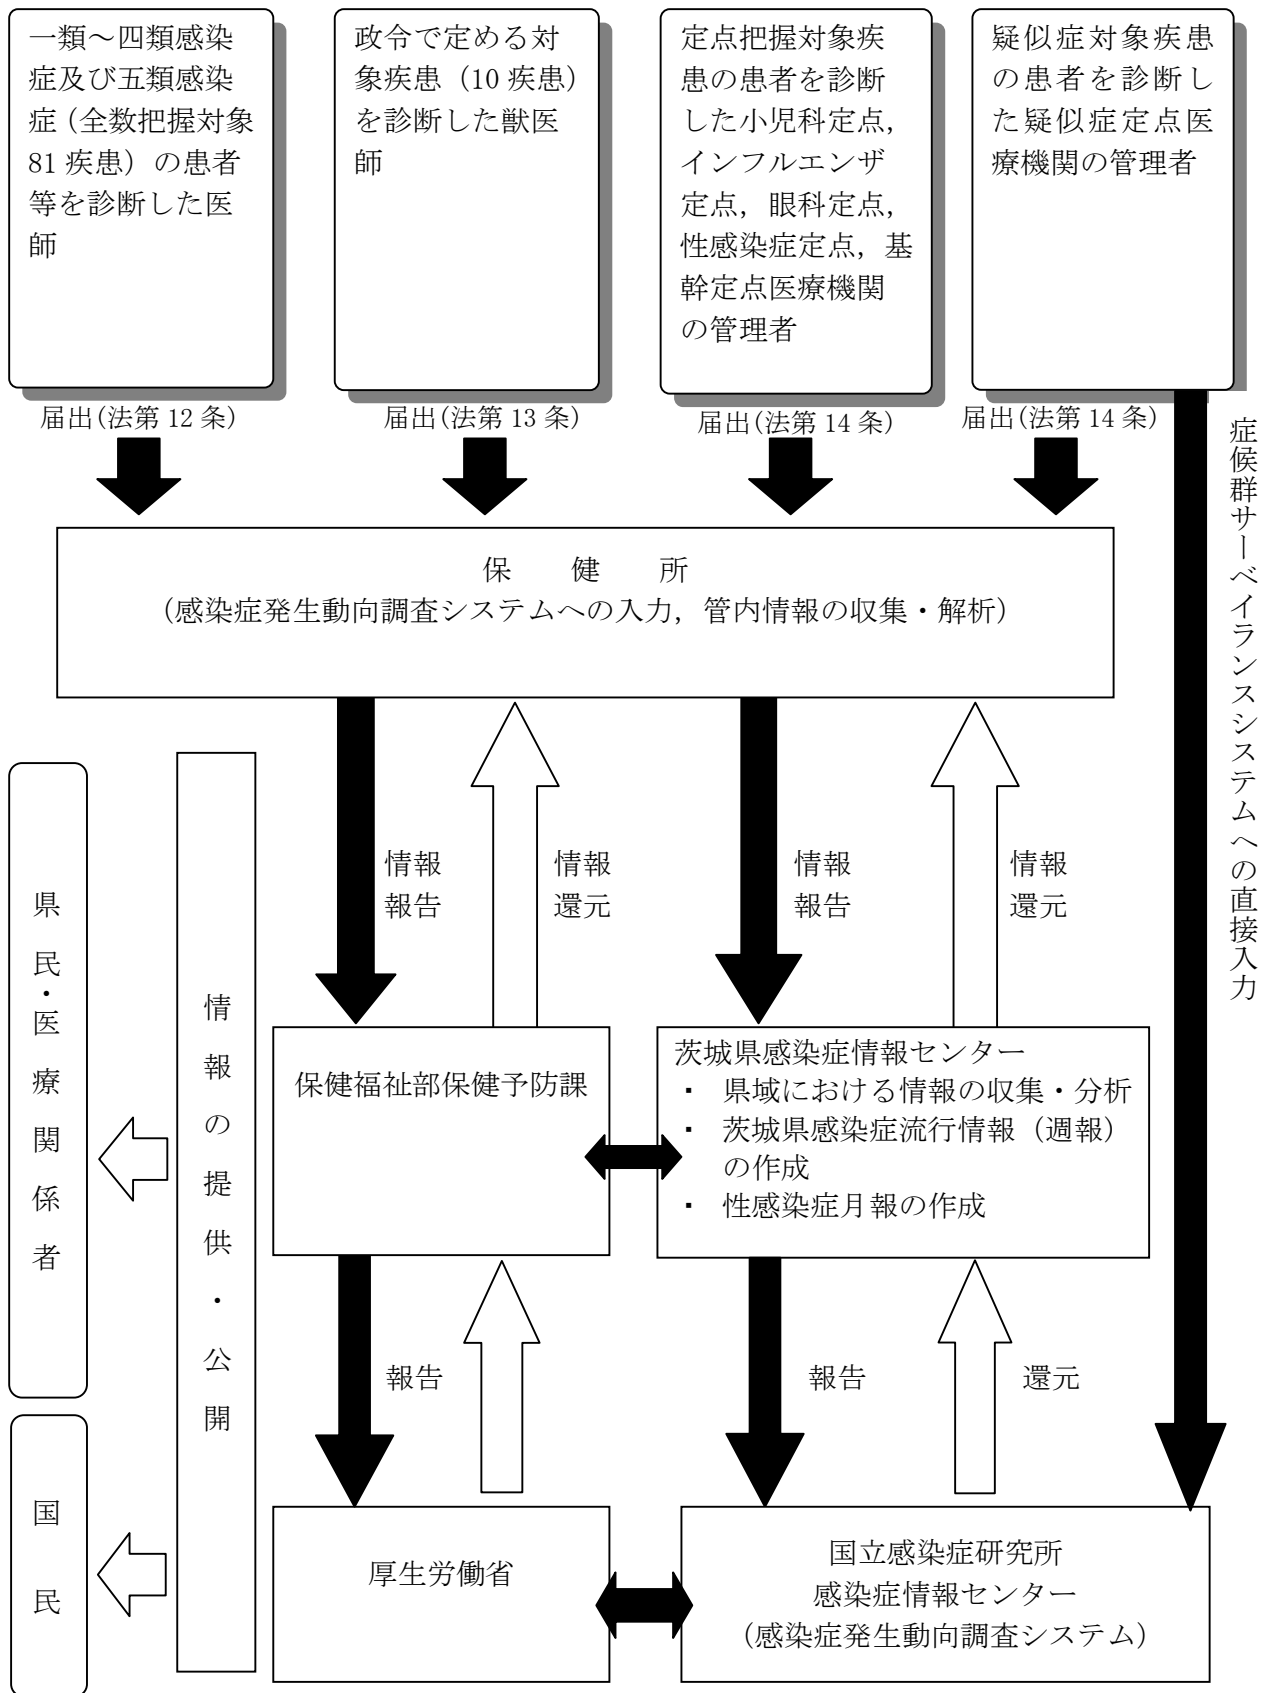 一類～四類感染
症及び五類感染
症（全数把握対象
81 疾患）の患者
等を診断した医
師
政令で定める対
象疾患（10 疾患）
を診断した獣医
師
定点把握対象疾
患の患者を診断
した小児科定点，
インフルエンザ
定点，眼科定点，
性感染症定点，基
幹定点医療機関
の管理者
疑似症対象疾患
の患者を診断し
た疑似症定点医
療機関の管理者
届出(法第 12 条)
届出(法第 13 条)
届出(法第 14 条)
届出(法第 14 条)
症候群サーベイランスシステムへの直接入力
保　健　所
（感染症発生動向調査システムへの入力，管内情報の収集・解析）
情報
報告
情報
還元
情報
報告
情報
還元
県民・医療関係者
情報の提供・公開
保健福祉部保健予防課
茨城県感染症情報センター
・ 県域における情報の収集・分析
・ 茨城県感染症流行情報（週報）
の作成
・ 性感染症月報の作成
報告
報告
還元
国民
厚生労働省
国立感染症研究所
感染症情報センター
（感染症発生動向調査システム）